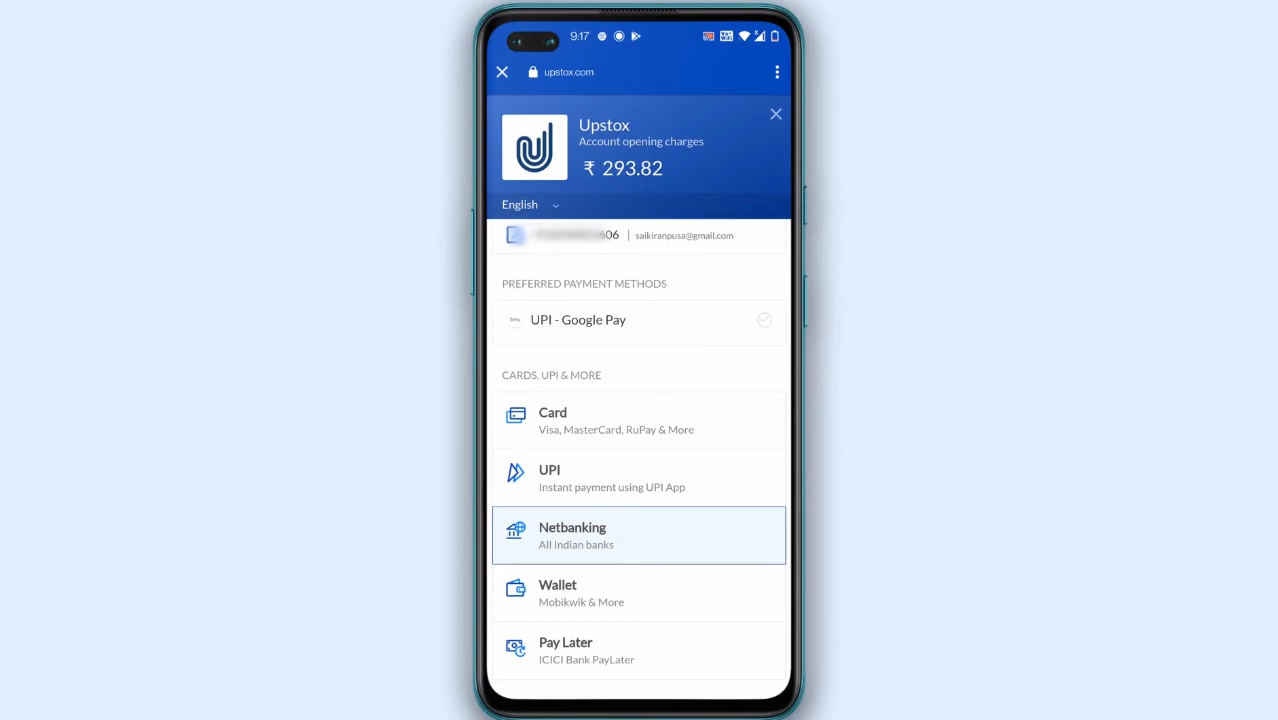 9:17
upstox.com
Upstox
Account opening charges
₹ 293.82
English
606 | saikiranpusa@gmail.com
PREFERRED PAYMENT METHODS
UPI - Google Pay
CARDS, UPI & MORE
Card
Visa, MasterCard, RuPay & More
UPI
Instant payment using UPI App
Netbanking
All Indian banks
Wallet
Mobikwik & More
Pay Later
ICICI Bank PayLater